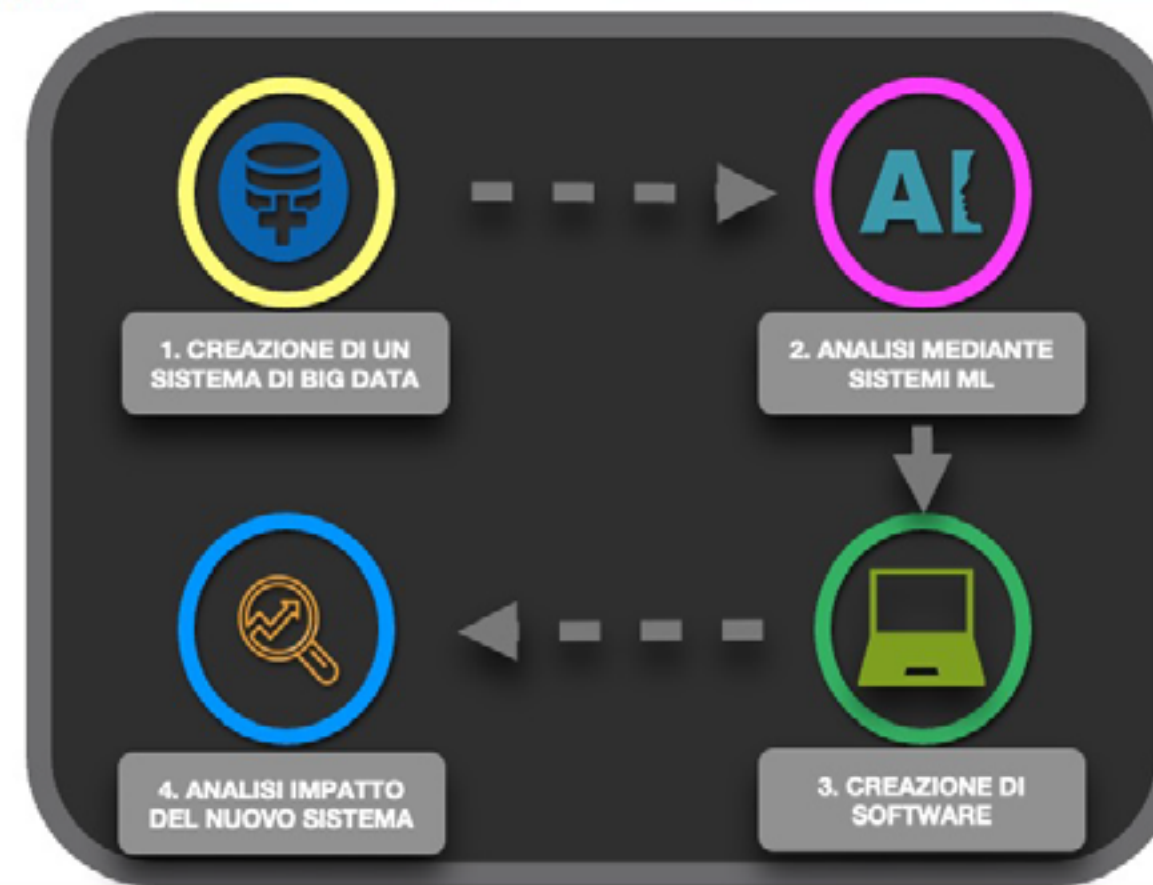 AI
1. CREAZIONE DI UN
SISTEMA DI BIG DATA
2. ANALISI MEDIANTE
SISTEMI ML
4. ANALISI IMPATTO
DEL NUOVO SISTEMA
3. CREAZIONE DI
SOFTWARE